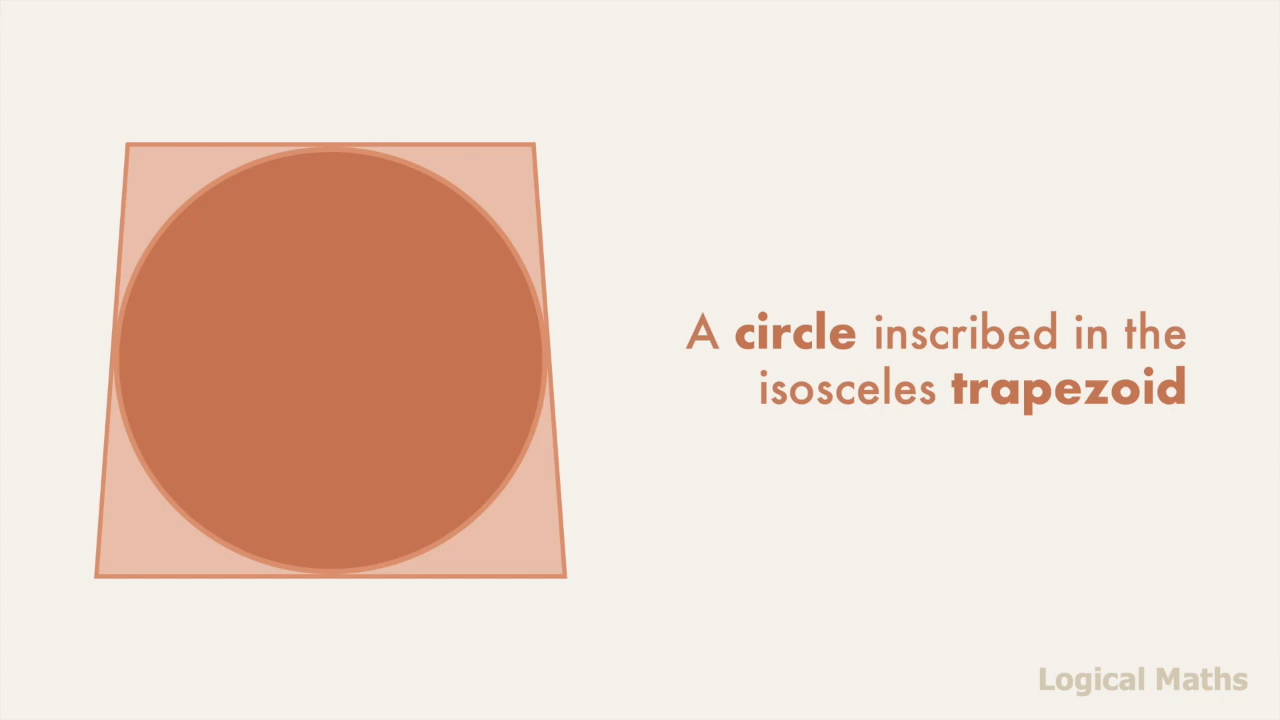 A circle inscribed in the
isosceles trapezoid
Logical Maths